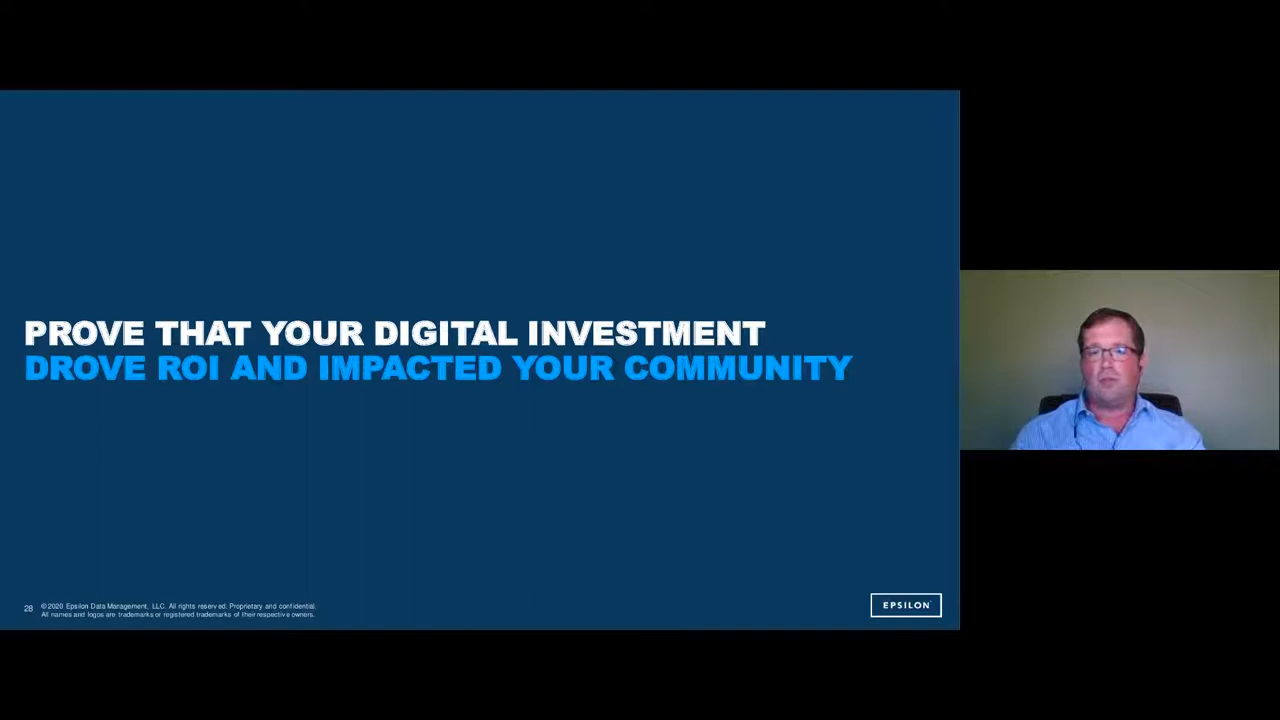 PROVE THAT YOUR DIGITAL INVESTMENT
DROVE ROI AND IMPACTED YOUR COMMUNITY
28
© 2020 Epsilon Data Management, LLC. All rights reserved. Proprietary and confidential.
All names and logos are trademarks or registered trademarks of their respective owners.
EPSILON